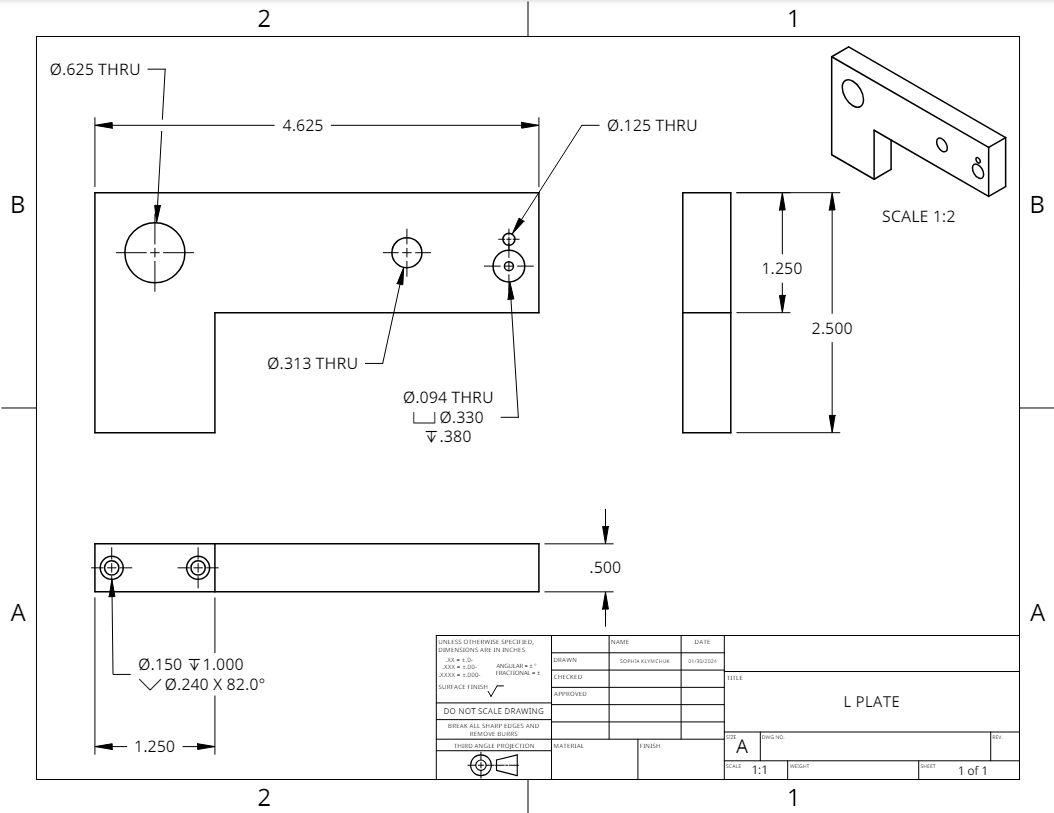 2
1
Ø.625 THRU
4.625
Ø.125 THRU
B
B
SCALE 1:2
1.250
2.500
Ø.313 THRU
Ø.094 THRU
⌴ Ø.330
↧.380
.500
A
A
Ø.150 ↧1.000
⌵ Ø.240 X 82.0°
1.250
UNLESS OTHERWISE SPECIFIED,
DIMENSIONS ARE IN INCHES
.XX = ±.0-
.XXX = ±.00-
.XXXX = ±.000-
ANGULAR = ± °
FRACTIONAL = ±
SURFACE FINISH
DO NOT SCALE DRAWING
BREAK ALL SHARP EDGES AND
REMOVE BURRS
THIRD ANGLE PROJECTION
NAME
DATE
DRAWN
SOPHIA KLYMCHUK
01/30/2024
CHECKED
APPROVED
MATERIAL
FINISH
TITLE
L PLATE
SIZE
A
DWG NO.
REV.
SCALE
1:1
WEIGHT
SHEET
1 of 1
2
1